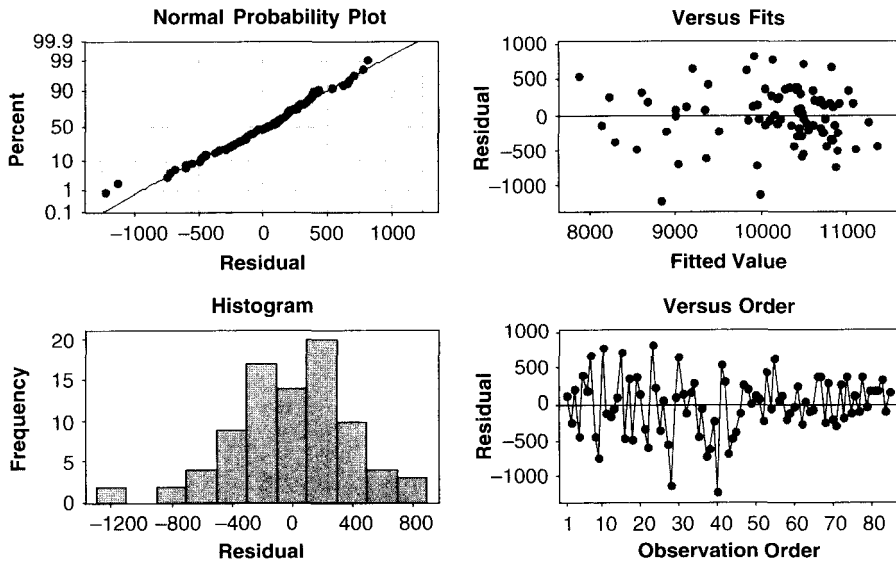 Normal Probability Plot
99.9
99
90
50
10
1
0.1
Percent
−1000 −500 0 500 1000
Residual
Versus Fits
1000
500
0
−500
−1000
Residual
8000 9000 10000 11000
Fitted Value
Histogram
20
15
10
5
0
Frequency
−1200 −800 −400 0 400 800
Residual
Versus Order
1000
500
0
−500
−1000
Residual
1 10 20 30 40 50 60 70 80
Observation Order